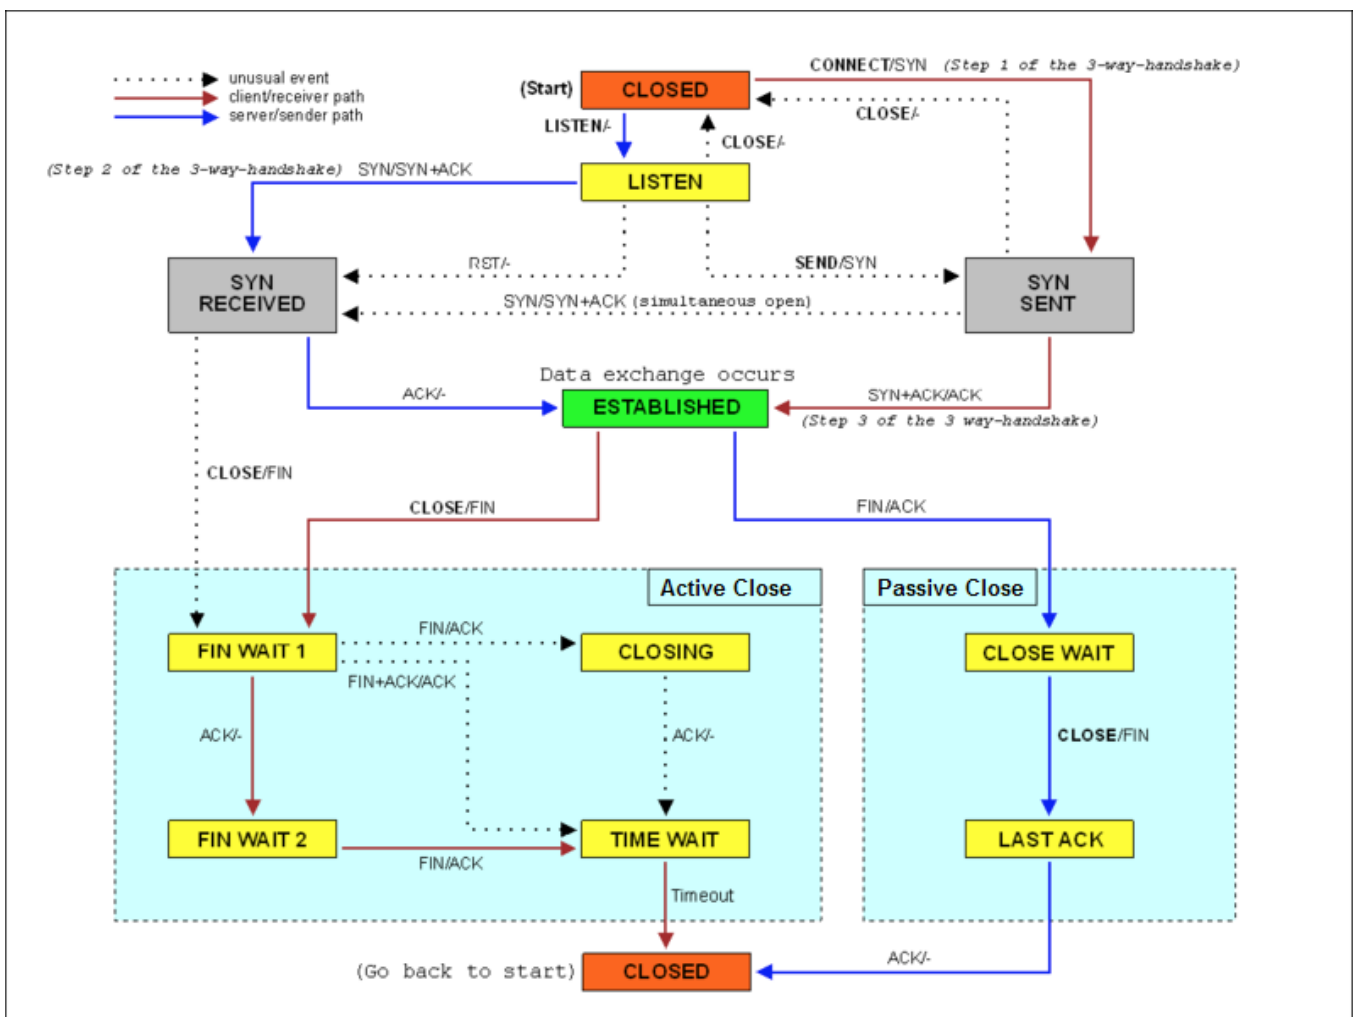 unusual event
client/receiver path
server/sender path
(Start)
CLOSED
CONNECT/SYN (Step 1 of the 3-way-handshake)
CLOSE/-
LISTEN/-
CLOSE/-
(Step 2 of the 3-way-handshake) SYN/SYN+ACK
LISTEN
RST/-
SEND/SYN
SYN
RECEIVED
SYN/SYN+ACK (simultaneous open)
SYN
SENT
Data exchange occurs
ACK/-
ESTABLISHED
SYN+ACK/ACK
(Step 3 of the 3 way-handshake)
CLOSE/FIN
CLOSE/FIN
FIN/ACK
Active Close
Passive Close
FIN WAIT 1
FIN/ACK
CLOSING
CLOSE WAIT
FIN+ACK/ACK
ACK/-
ACK/-
CLOSE/FIN
FIN WAIT 2
FIN/ACK
TIME WAIT
LAST ACK
Timeout
(Go back to start)
CLOSED
ACK/-